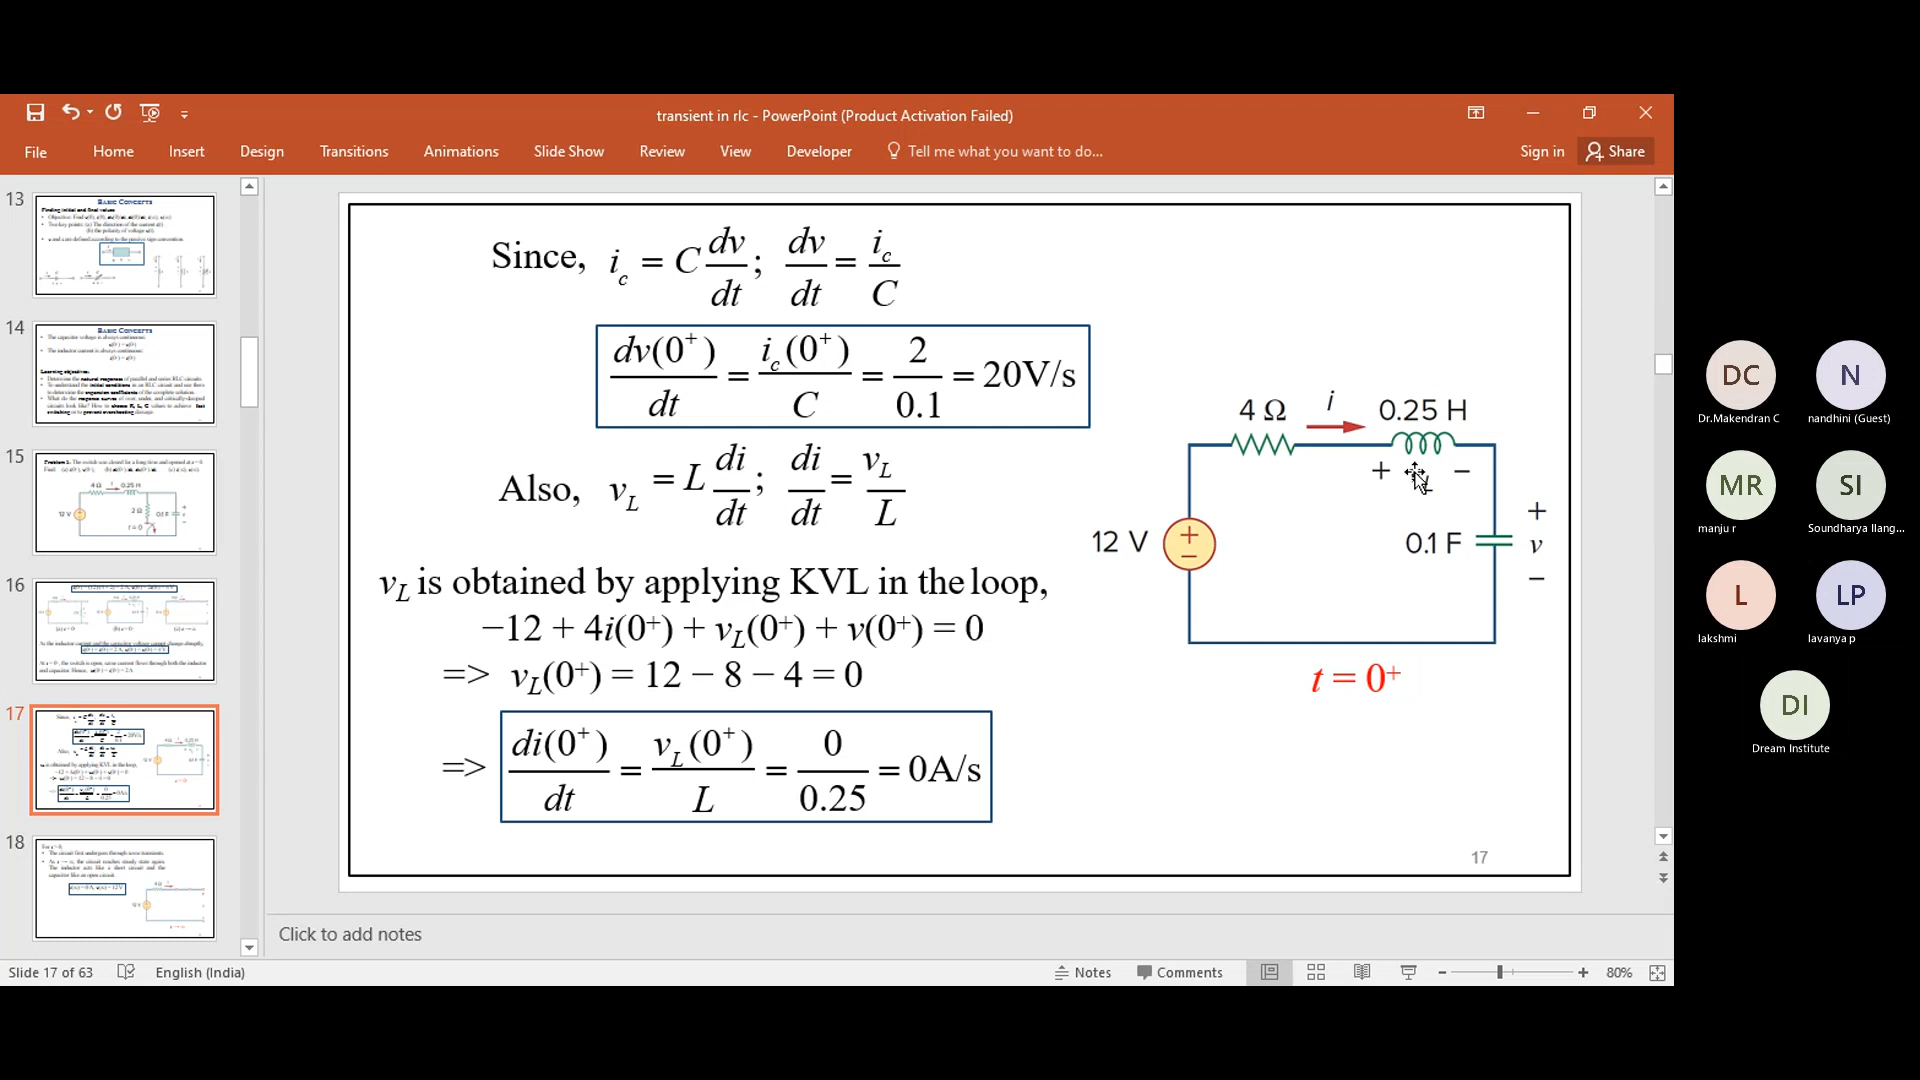 transient in rlc - PowerPoint (Product Activation Failed)
File Home Insert Design Transitions Animations Slide Show Review View Developer Tell me what you want to do... Sign in Share
13
BASIC CONCEPTS
14
BASIC CONCEPTS
15
16
17
18
Since, i_c = C dv/dt; dv/dt = i_c/C
dv(0⁺)/dt = i_c(0⁺)/C = 2/0.1 = 20V/s
Also, v_L = L di/dt; di/dt = v_L/L
v_L is obtained by applying KVL in the loop,
−12 + 4i(0⁺) + v_L(0⁺) + v(0⁺) = 0
=> v_L(0⁺) = 12 − 8 − 4 = 0
=> di(0⁺)/dt = v_L(0⁺)/L = 0/0.25 = 0A/s
4 Ω i 0.25 H
+ −
12 V + − 0.1 F + v −
t = 0⁺
17
Click to add notes
Slide 17 of 63 English (India) Notes Comments 80%
DC
Dr.Makendran C
N
nandhini (Guest)
MR
manju r
SI
Soundharya Ilang...
L
lakshmi
LP
lavanya p
DI
Dream Institute